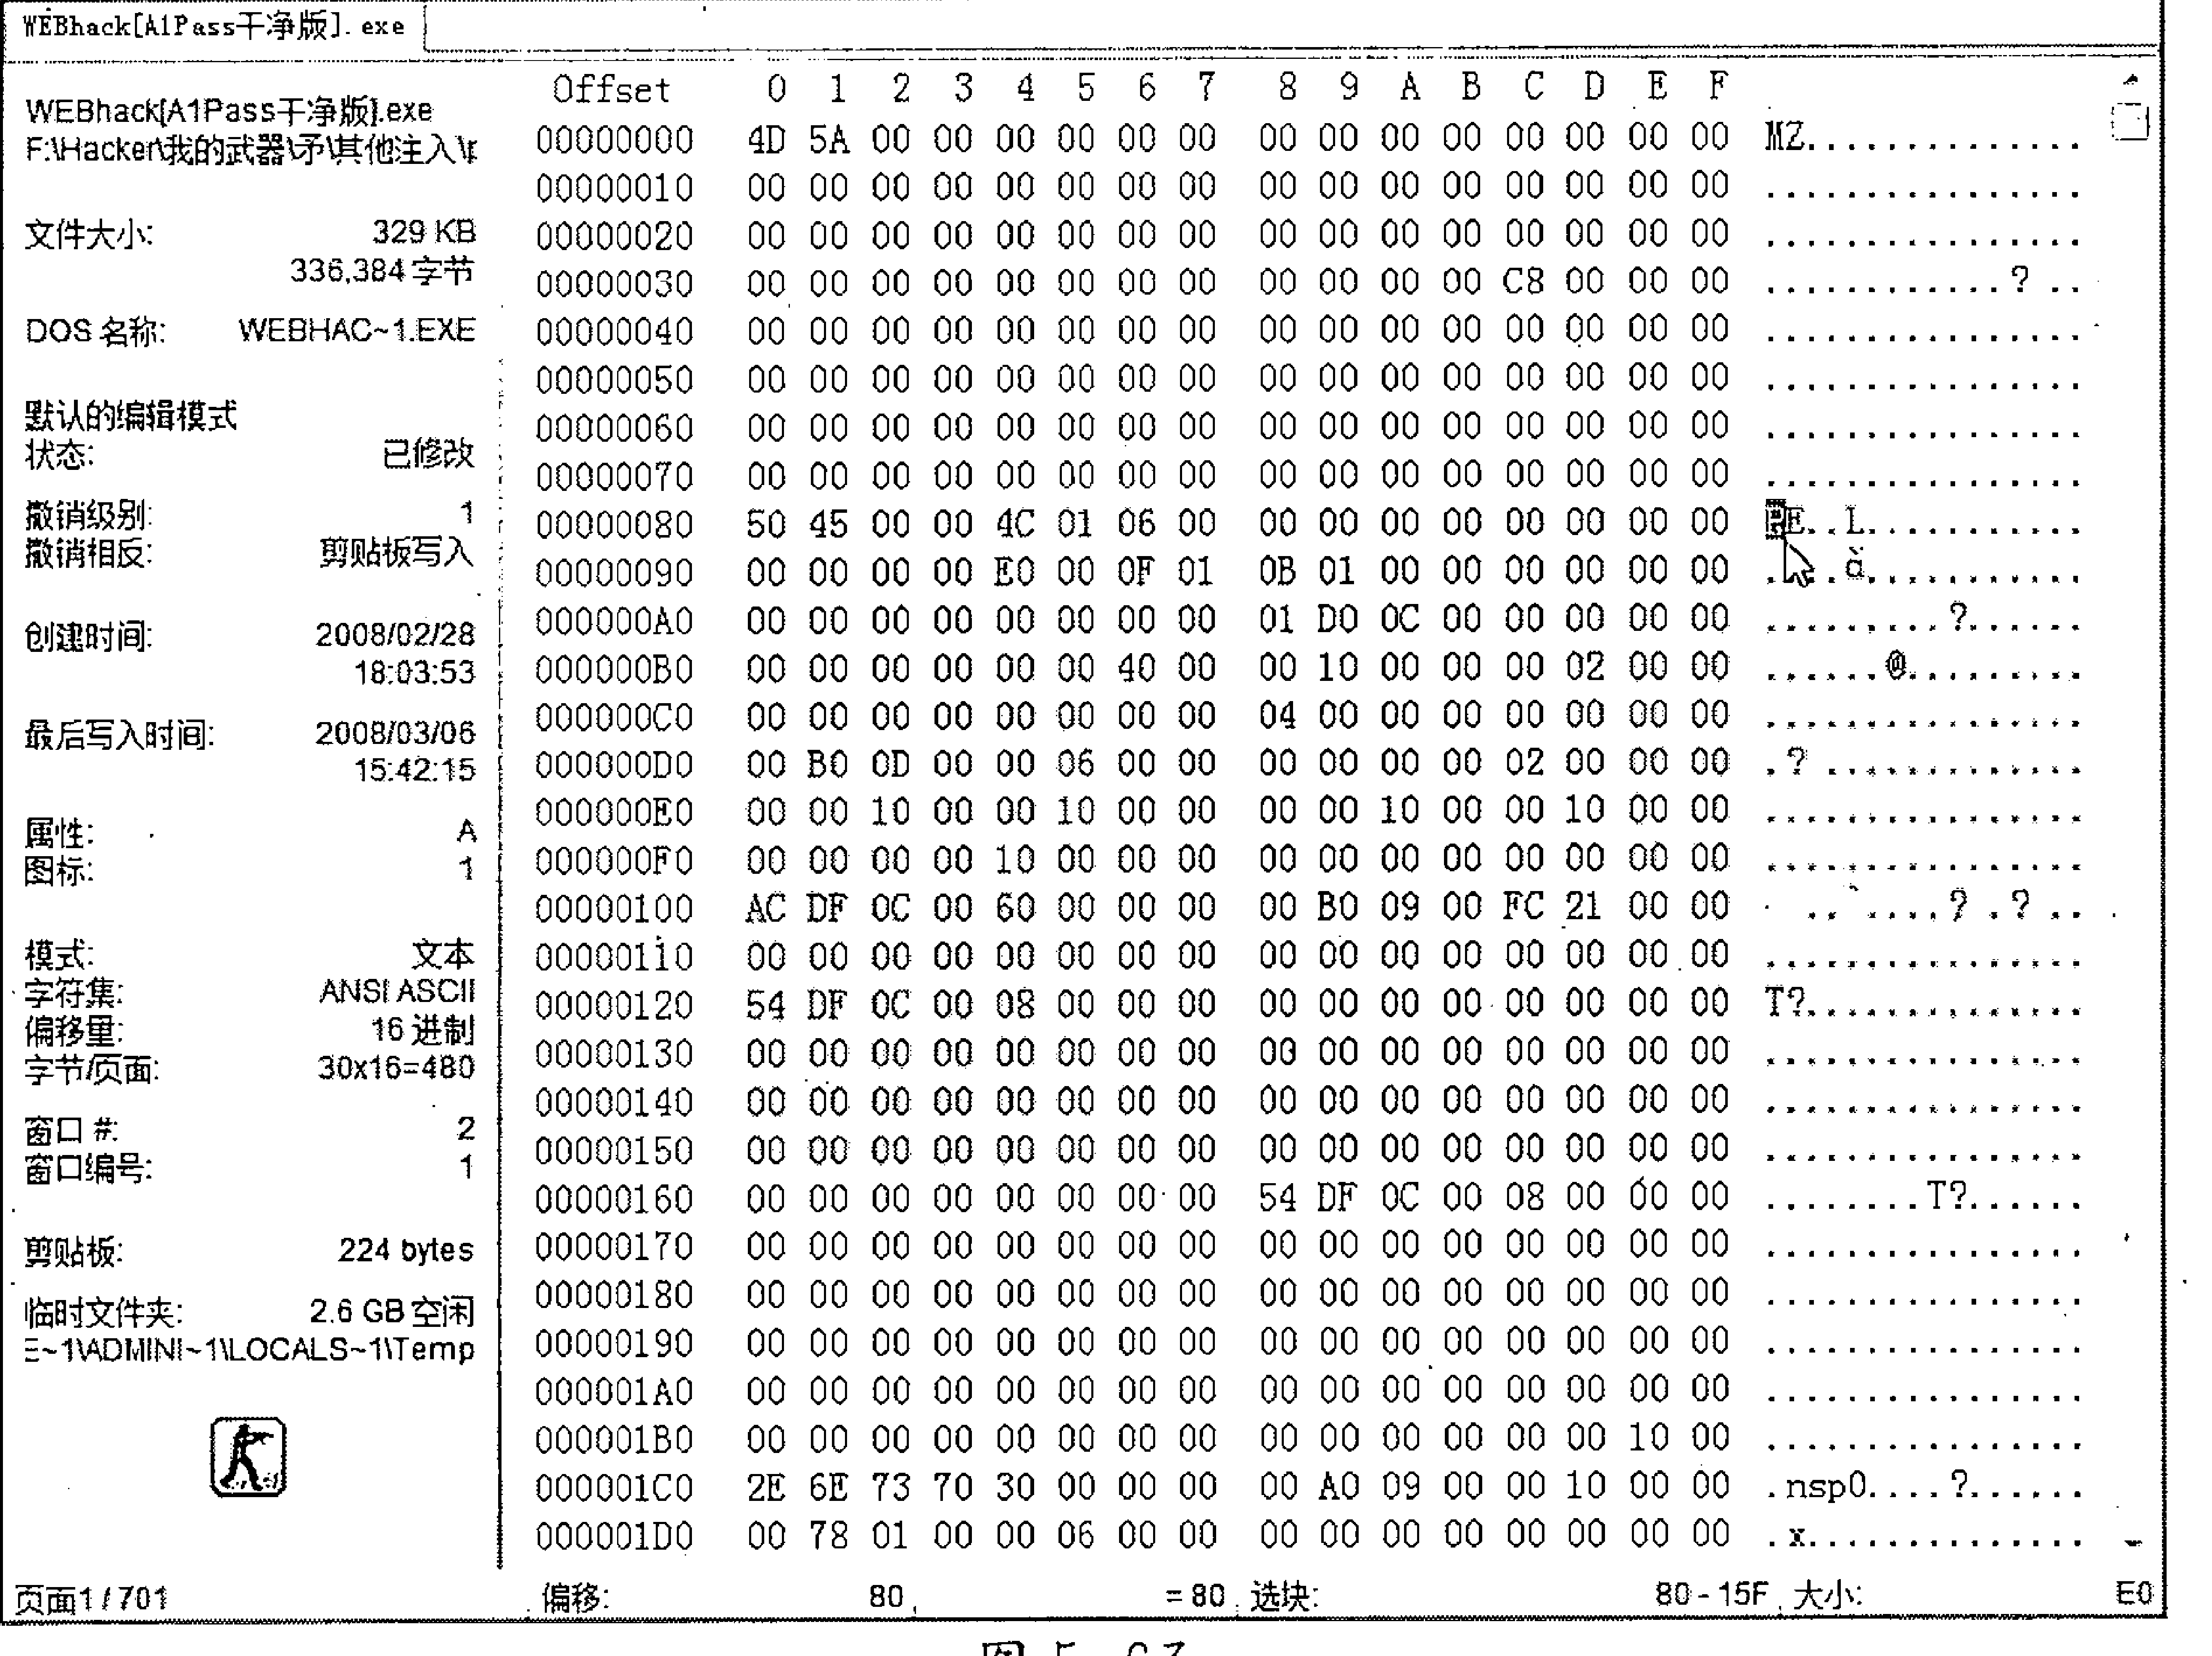 WEBhack[A1Pass干净版].exe
WEBhack[A1Pass干净版].exe
F:\Hacker\我的武器\矛\其他注入\
文件大小: 329 KB
336,384 字节
DOS 名称: WEBHAC~1.EXE
默认的编辑模式
状态: 已修改
撤销级别: 1
撤销相反: 剪贴板写入
创建时间: 2008/02/28
18:03:53
最后写入时间: 2008/03/06
15:42:15
属性: A
图标: 1
模式: 文本
字符集: ANSI ASCII
偏移量: 16 进制
字节/页面: 30x16=480
窗口 #: 2
窗口编号: 1
剪贴板: 224 bytes
临时文件夹: 2.6 GB 空闲
E~1\ADMINI~1\LOCALS~1\Temp
Offset 0 1 2 3 4 5 6 7 8 9 A B C D E F
00000000 4D 5A 00 00 00 00 00 00 00 00 00 00 00 00 00 00 MZ..............
00000010 00 00 00 00 00 00 00 00 00 00 00 00 00 00 00 00 ................
00000020 00 00 00 00 00 00 00 00 00 00 00 00 00 00 00 00 ................
00000030 00 00 00 00 00 00 00 00 00 00 00 00 C8 00 00 00 ............? ..
00000040 00 00 00 00 00 00 00 00 00 00 00 00 00 00 00 00 ................
00000050 00 00 00 00 00 00 00 00 00 00 00 00 00 00 00 00 ................
00000060 00 00 00 00 00 00 00 00 00 00 00 00 00 00 00 00 ................
00000070 00 00 00 00 00 00 00 00 00 00 00 00 00 00 00 00 ................
00000080 50 45 00 00 4C 01 06 00 00 00 00 00 00 00 00 00 PE..L...........
00000090 00 00 00 00 E0 00 0F 01 0B 01 00 00 00 00 00 00 ....à...........
000000A0 00 00 00 00 00 00 00 00 01 D0 0C 00 00 00 00 00 .........?......
000000B0 00 00 00 00 00 00 40 00 00 10 00 00 00 02 00 00 ......@.........
000000C0 00 00 00 00 00 00 00 00 04 00 00 00 00 00 00 00 ................
000000D0 00 B0 0D 00 00 06 00 00 00 00 00 00 02 00 00 00 .? .............
000000E0 00 00 10 00 00 10 00 00 00 00 10 00 00 10 00 00 ................
000000F0 00 00 00 00 10 00 00 00 00 00 00 00 00 00 00 00 ................
00000100 AC DF 0C 00 60 00 00 00 00 B0 09 00 FC 21 00 00 ..`....? .? ..
00000110 00 00 00 00 00 00 00 00 00 00 00 00 00 00 00 00 ................
00000120 54 DF 0C 00 08 00 00 00 00 00 00 00 00 00 00 00 T?..............
00000130 00 00 00 00 00 00 00 00 00 00 00 00 00 00 00 00 ................
00000140 00 00 00 00 00 00 00 00 00 00 00 00 00 00 00 00 ................
00000150 00 00 00 00 00 00 00 00 00 00 00 00 00 00 00 00 ................
00000160 00 00 00 00 00 00 00 00 54 DF 0C 00 08 00 00 00 ........T?......
00000170 00 00 00 00 00 00 00 00 00 00 00 00 00 00 00 00 ................
00000180 00 00 00 00 00 00 00 00 00 00 00 00 00 00 00 00 ................
00000190 00 00 00 00 00 00 00 00 00 00 00 00 00 00 00 00 ................
000001A0 00 00 00 00 00 00 00 00 00 00 00 00 00 00 00 00 ................
000001B0 00 00 00 00 00 00 00 00 00 00 00 00 00 00 10 00 ................
000001C0 2E 6E 73 70 30 00 00 00 00 A0 09 00 00 10 00 00 .nsp0....?......
000001D0 00 78 01 00 00 06 00 00 00 00 00 00 00 00 00 00 .x..............
页面1 / 701 偏移: 80 = 80 选块: 80 - 15F 大小: E0